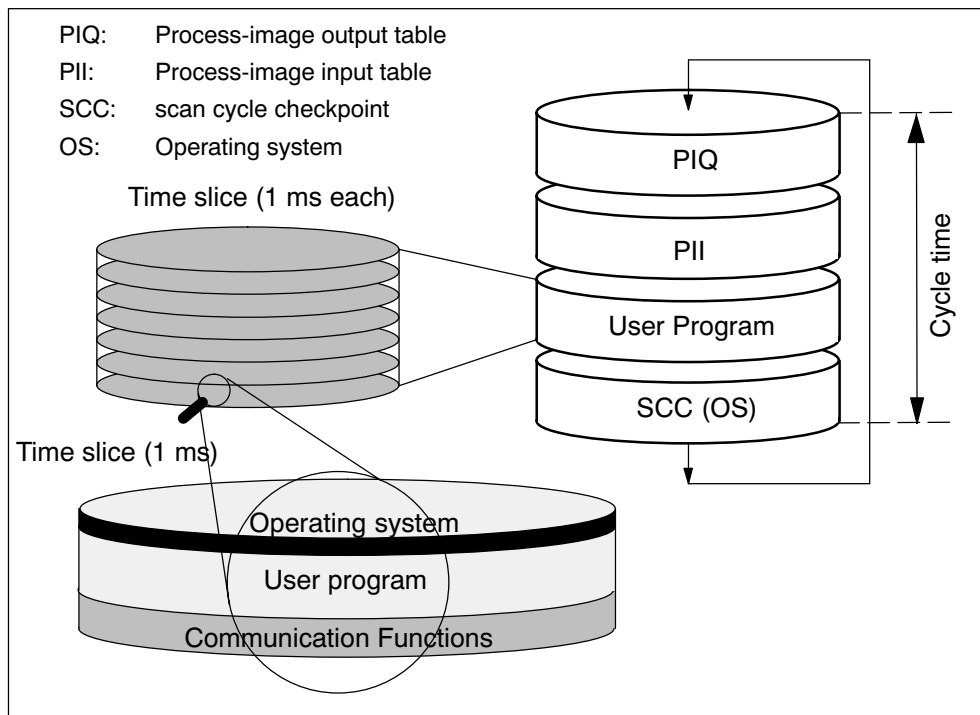 PIQ: Process-image output table
PII: Process-image input table
SCC: scan cycle checkpoint
OS: Operating system
Time slice (1 ms each)
PIQ
PII
User Program
SCC (OS)
Cycle time
Time slice (1 ms)
Operating system
User program
Communication Functions